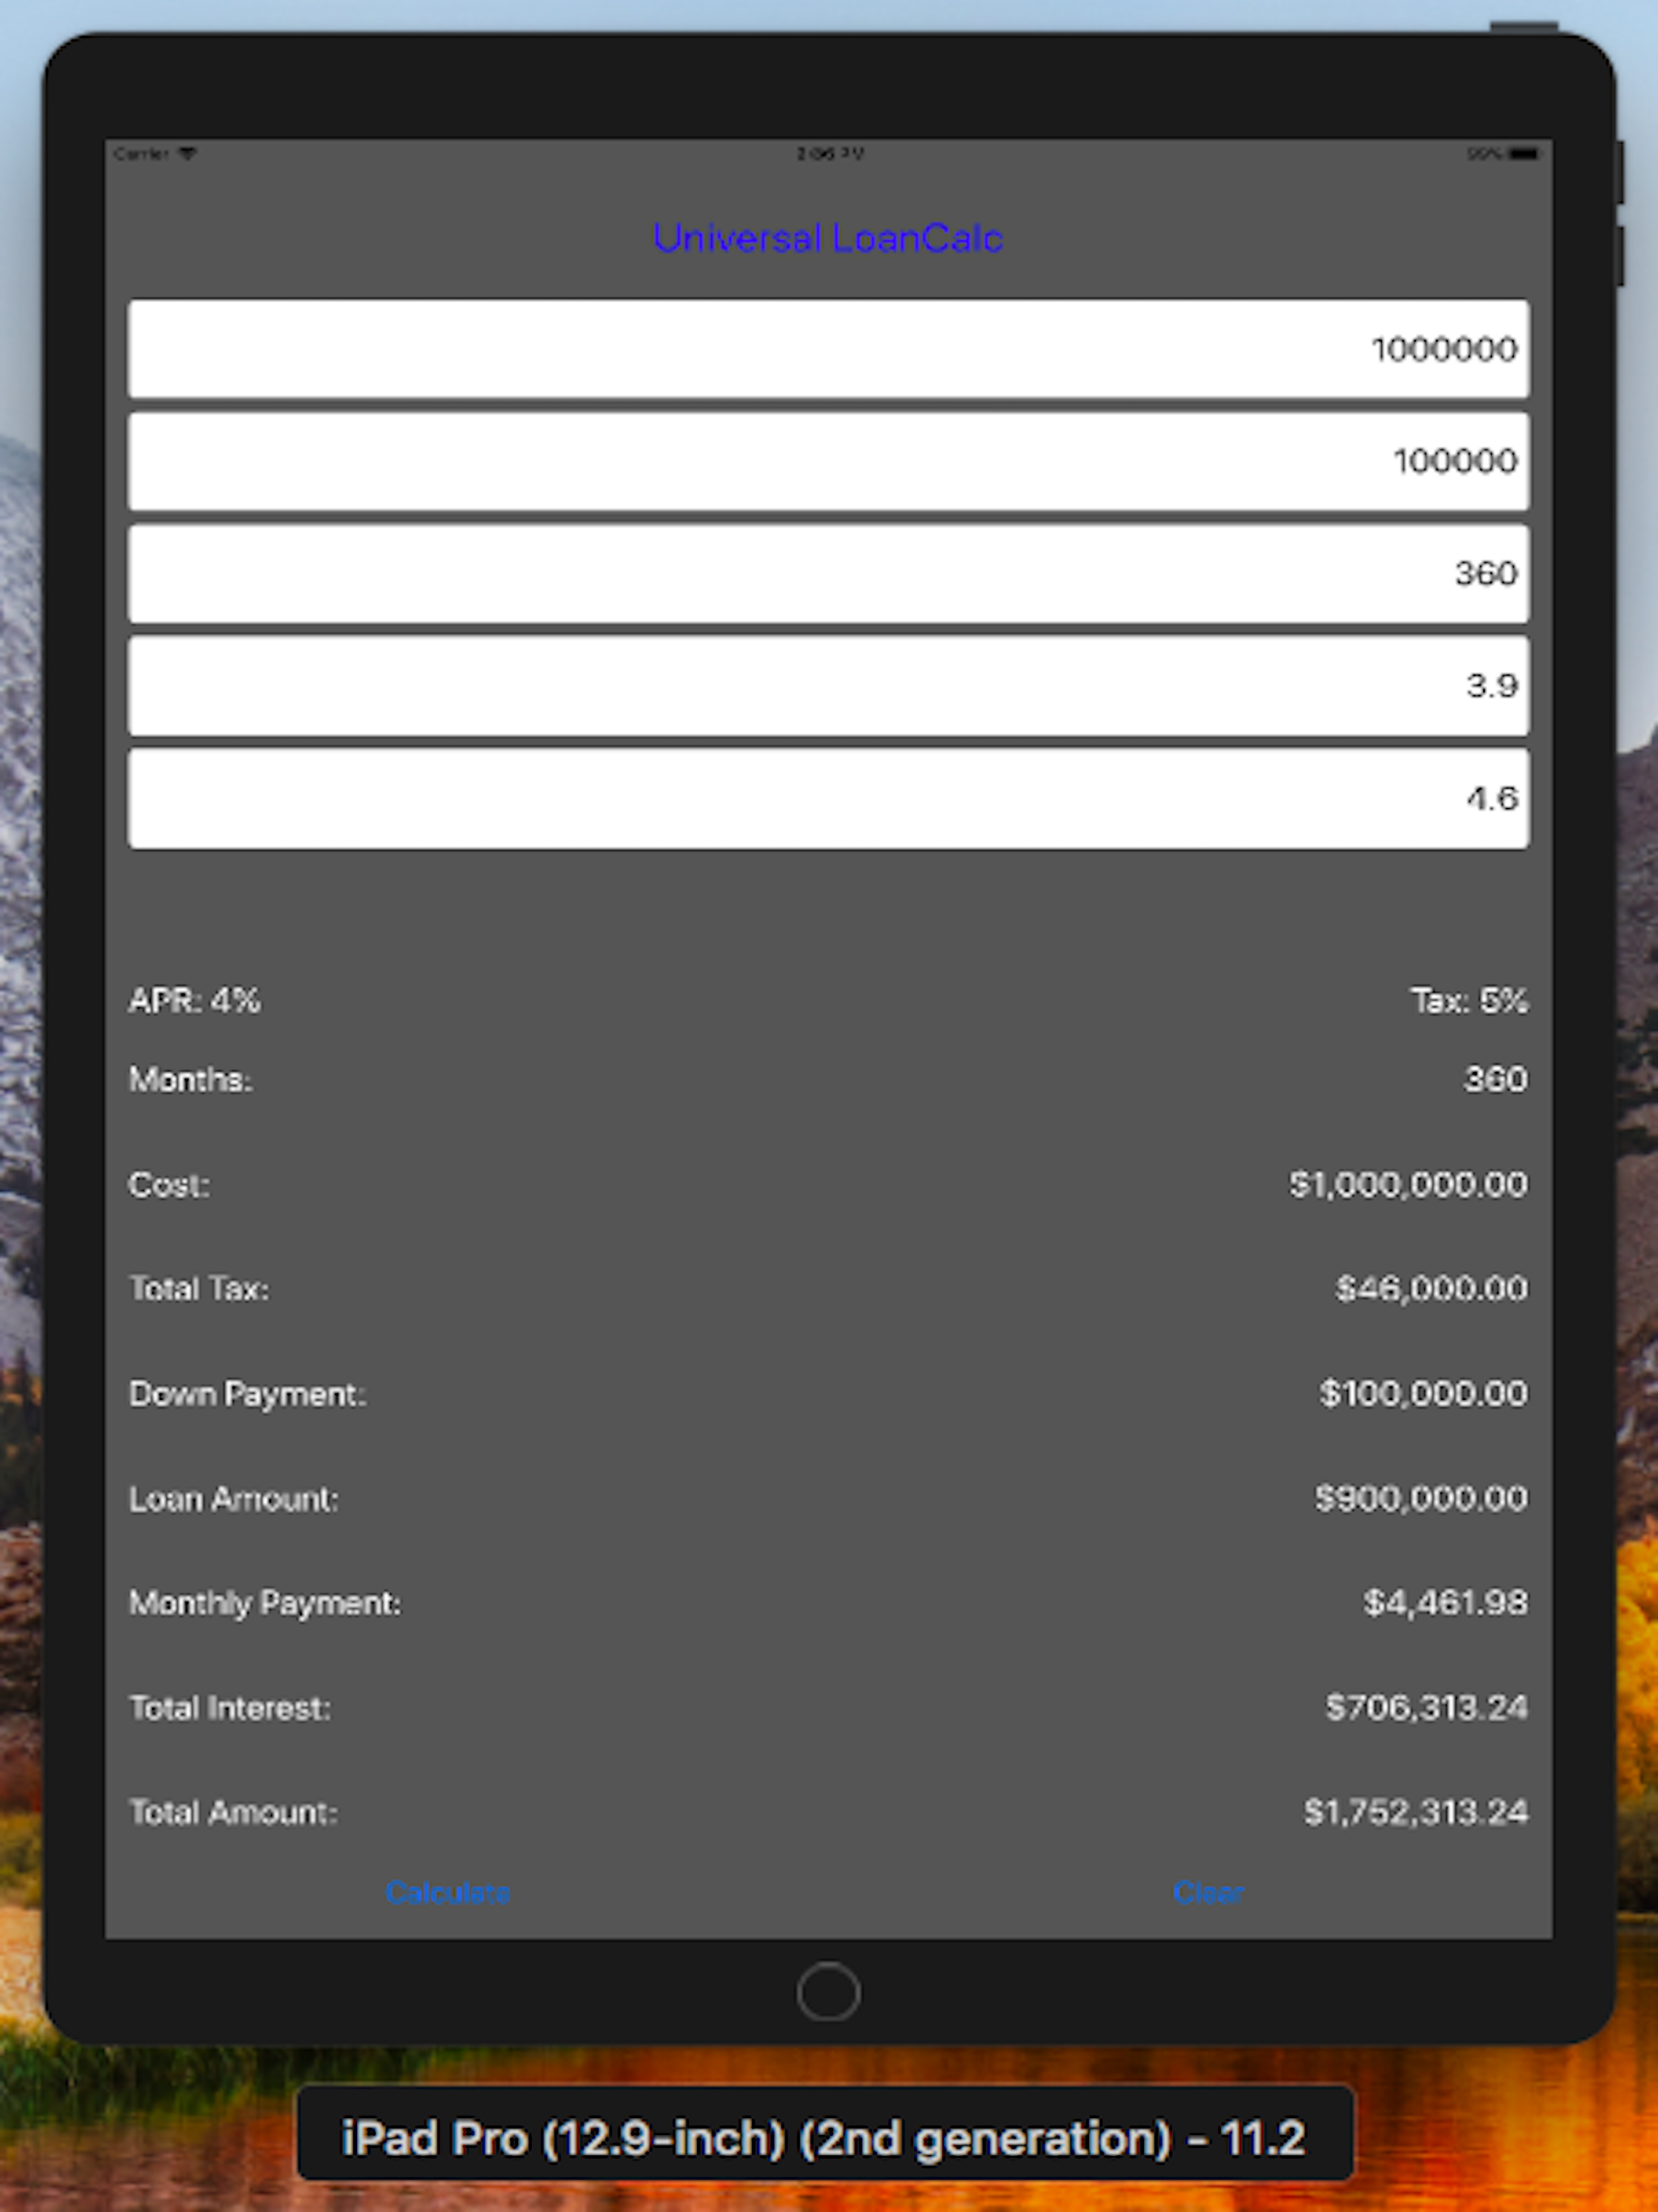 Carrier
2:06 PM
99%
Universal LoanCalc
1000000
100000
360
3.9
4.6
APR: 4% Tax: 5%
Months: 360
Cost: $1,000,000.00
Total Tax: $46,000.00
Down Payment: $100,000.00
Loan Amount: $900,000.00
Monthly Payment: $4,461.98
Total Interest: $706,313.24
Total Amount: $1,752,313.24
Calculate Clear
iPad Pro (12.9-inch) (2nd generation) - 11.2